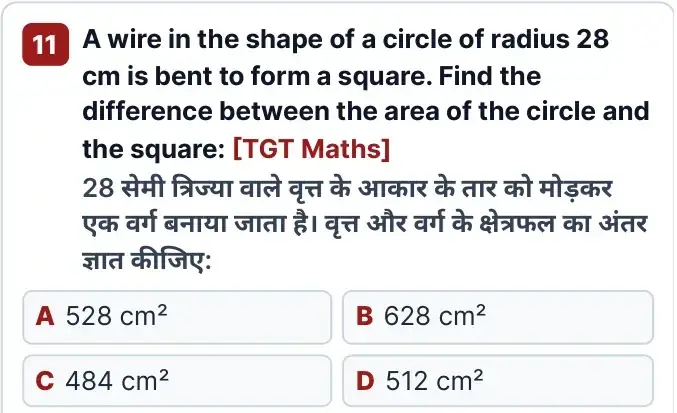 11 A wire in the shape of a circle of radius 28
cm is bent to form a square. Find the
difference between the area of the circle and
the square: [TGT Maths]
28 सेमी त्रिज्या वाले वृत्त के आकार के तार को मोड़कर
एक वर्ग बनाया जाता है। वृत्त और वर्ग के क्षेत्रफल का अंतर
ज्ञात कीजिए:
A 528 cm² B 628 cm²
C 484 cm² D 512 cm²